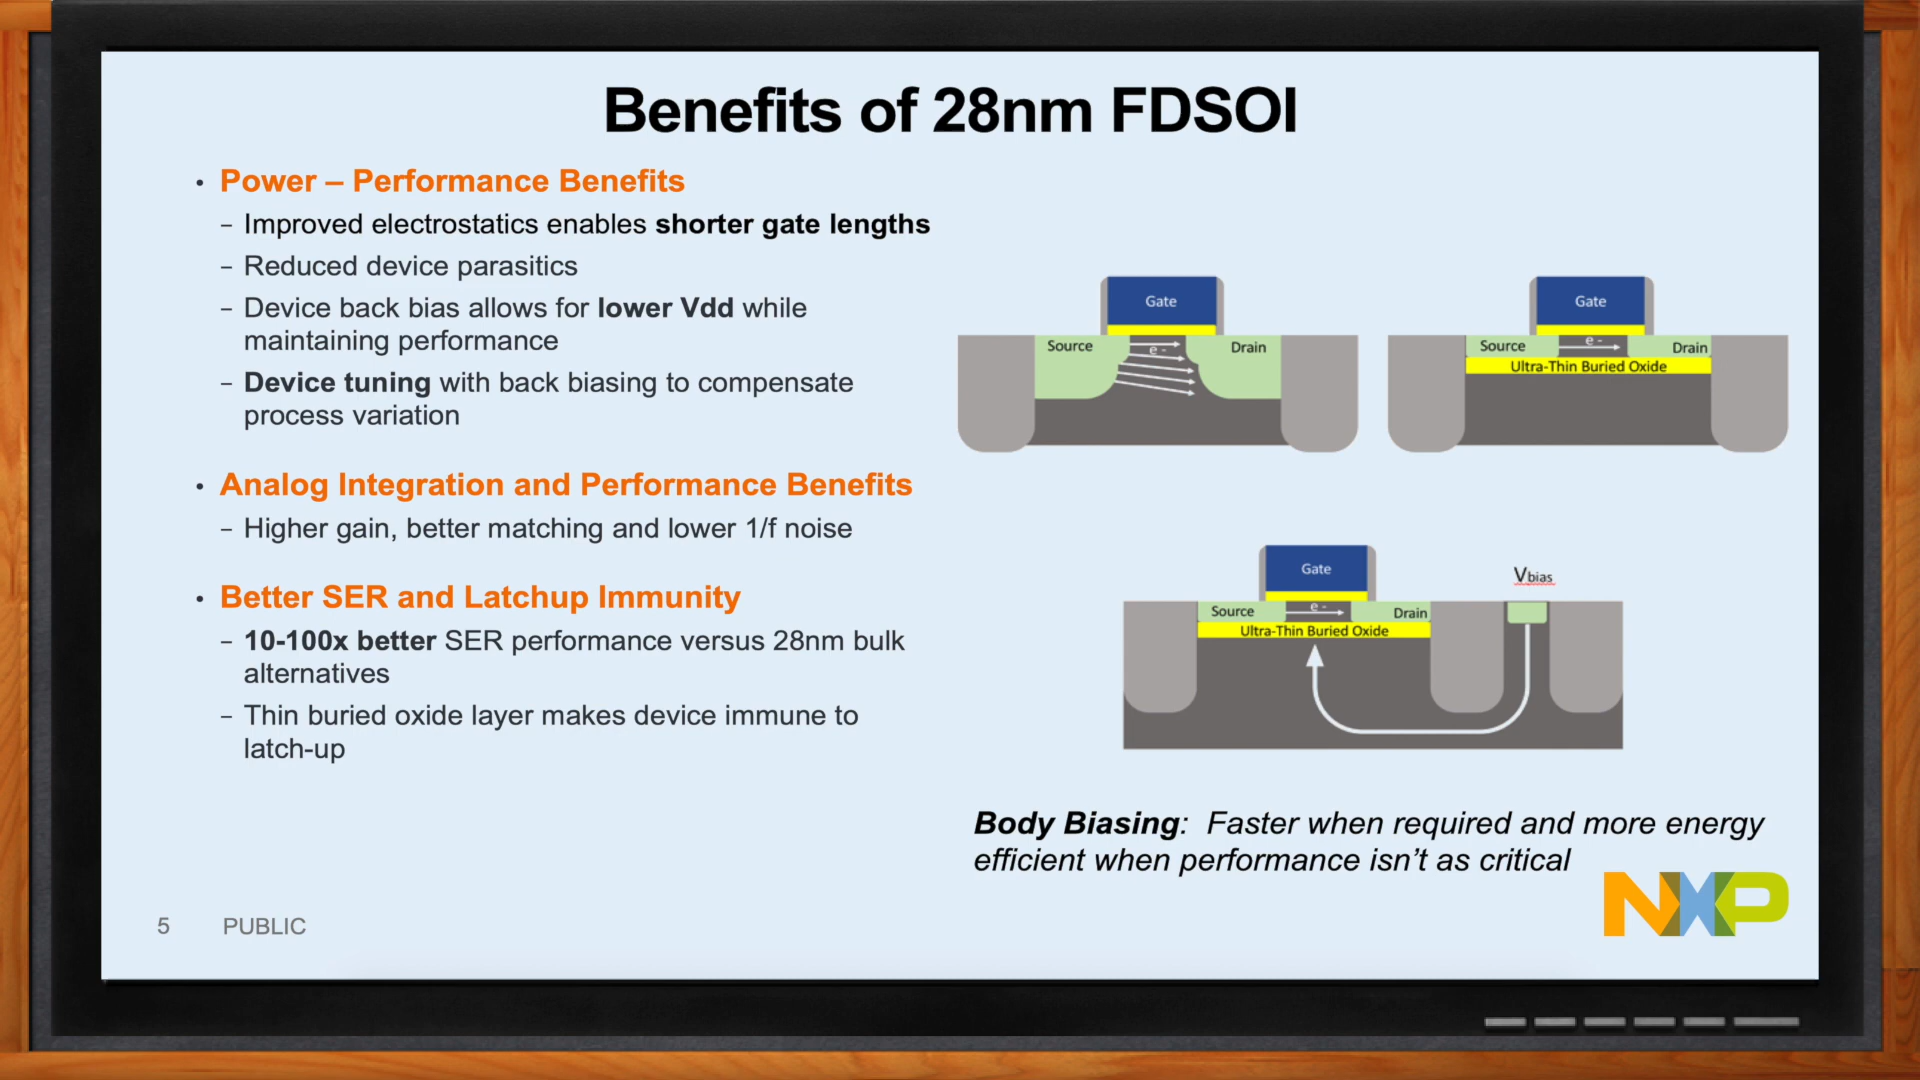 Benefits of 28nm FDSOI
• Power – Performance Benefits
– Improved electrostatics enables shorter gate lengths
– Reduced device parasitics
– Device back bias allows for lower Vdd while
maintaining performance
– Device tuning with back biasing to compensate
process variation
• Analog Integration and Performance Benefits
– Higher gain, better matching and lower 1/f noise
• Better SER and Latchup Immunity
– 10-100x better SER performance versus 28nm bulk
alternatives
– Thin buried oxide layer makes device immune to
latch-up
Gate
Source
e -
Drain
Gate
Source
e -
Drain
Ultra-Thin Buried Oxide
Gate
Source
e -
Drain
Ultra-Thin Buried Oxide
Vbias
Body Biasing: Faster when required and more energy
efficient when performance isn’t as critical
5 PUBLIC
NXP